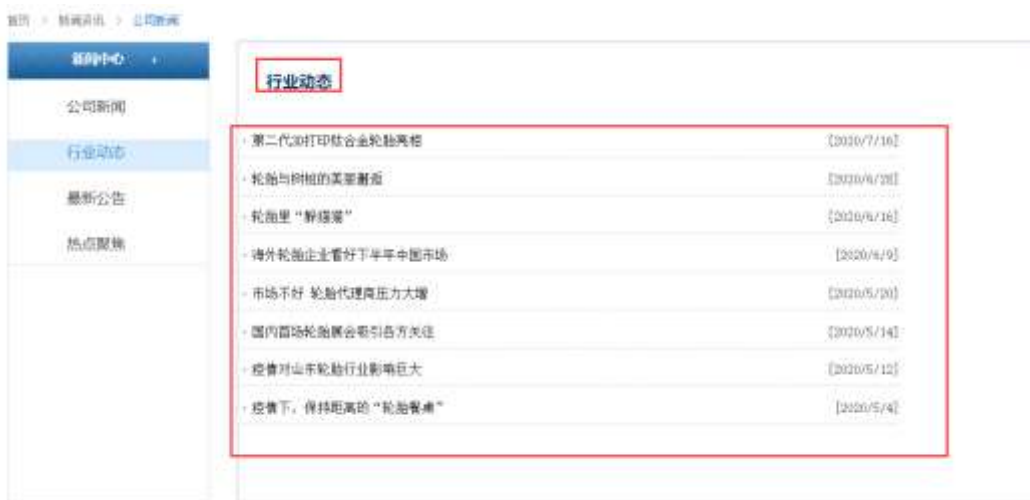 首页 > 新闻资讯 > 公司新闻
新闻中心
公司新闻
行业动态
最新公告
热点聚焦
行业动态
· 第二代3D打印钛合金轮胎亮相 [2020/7/16]
· 轮胎与树桩的美丽邂逅 [2020/6/28]
· 轮胎里“躲猫猫” [2020/6/16]
· 海外轮胎企业看好下半年中国市场 [2020/6/9]
· 市场不好 轮胎代理商压力大增 [2020/5/20]
· 国内首场轮胎展会吸引各方关注 [2020/5/14]
· 疫情对山东轮胎行业影响巨大 [2020/5/12]
· 疫情下，保持距离的“轮胎餐桌” [2020/5/4]